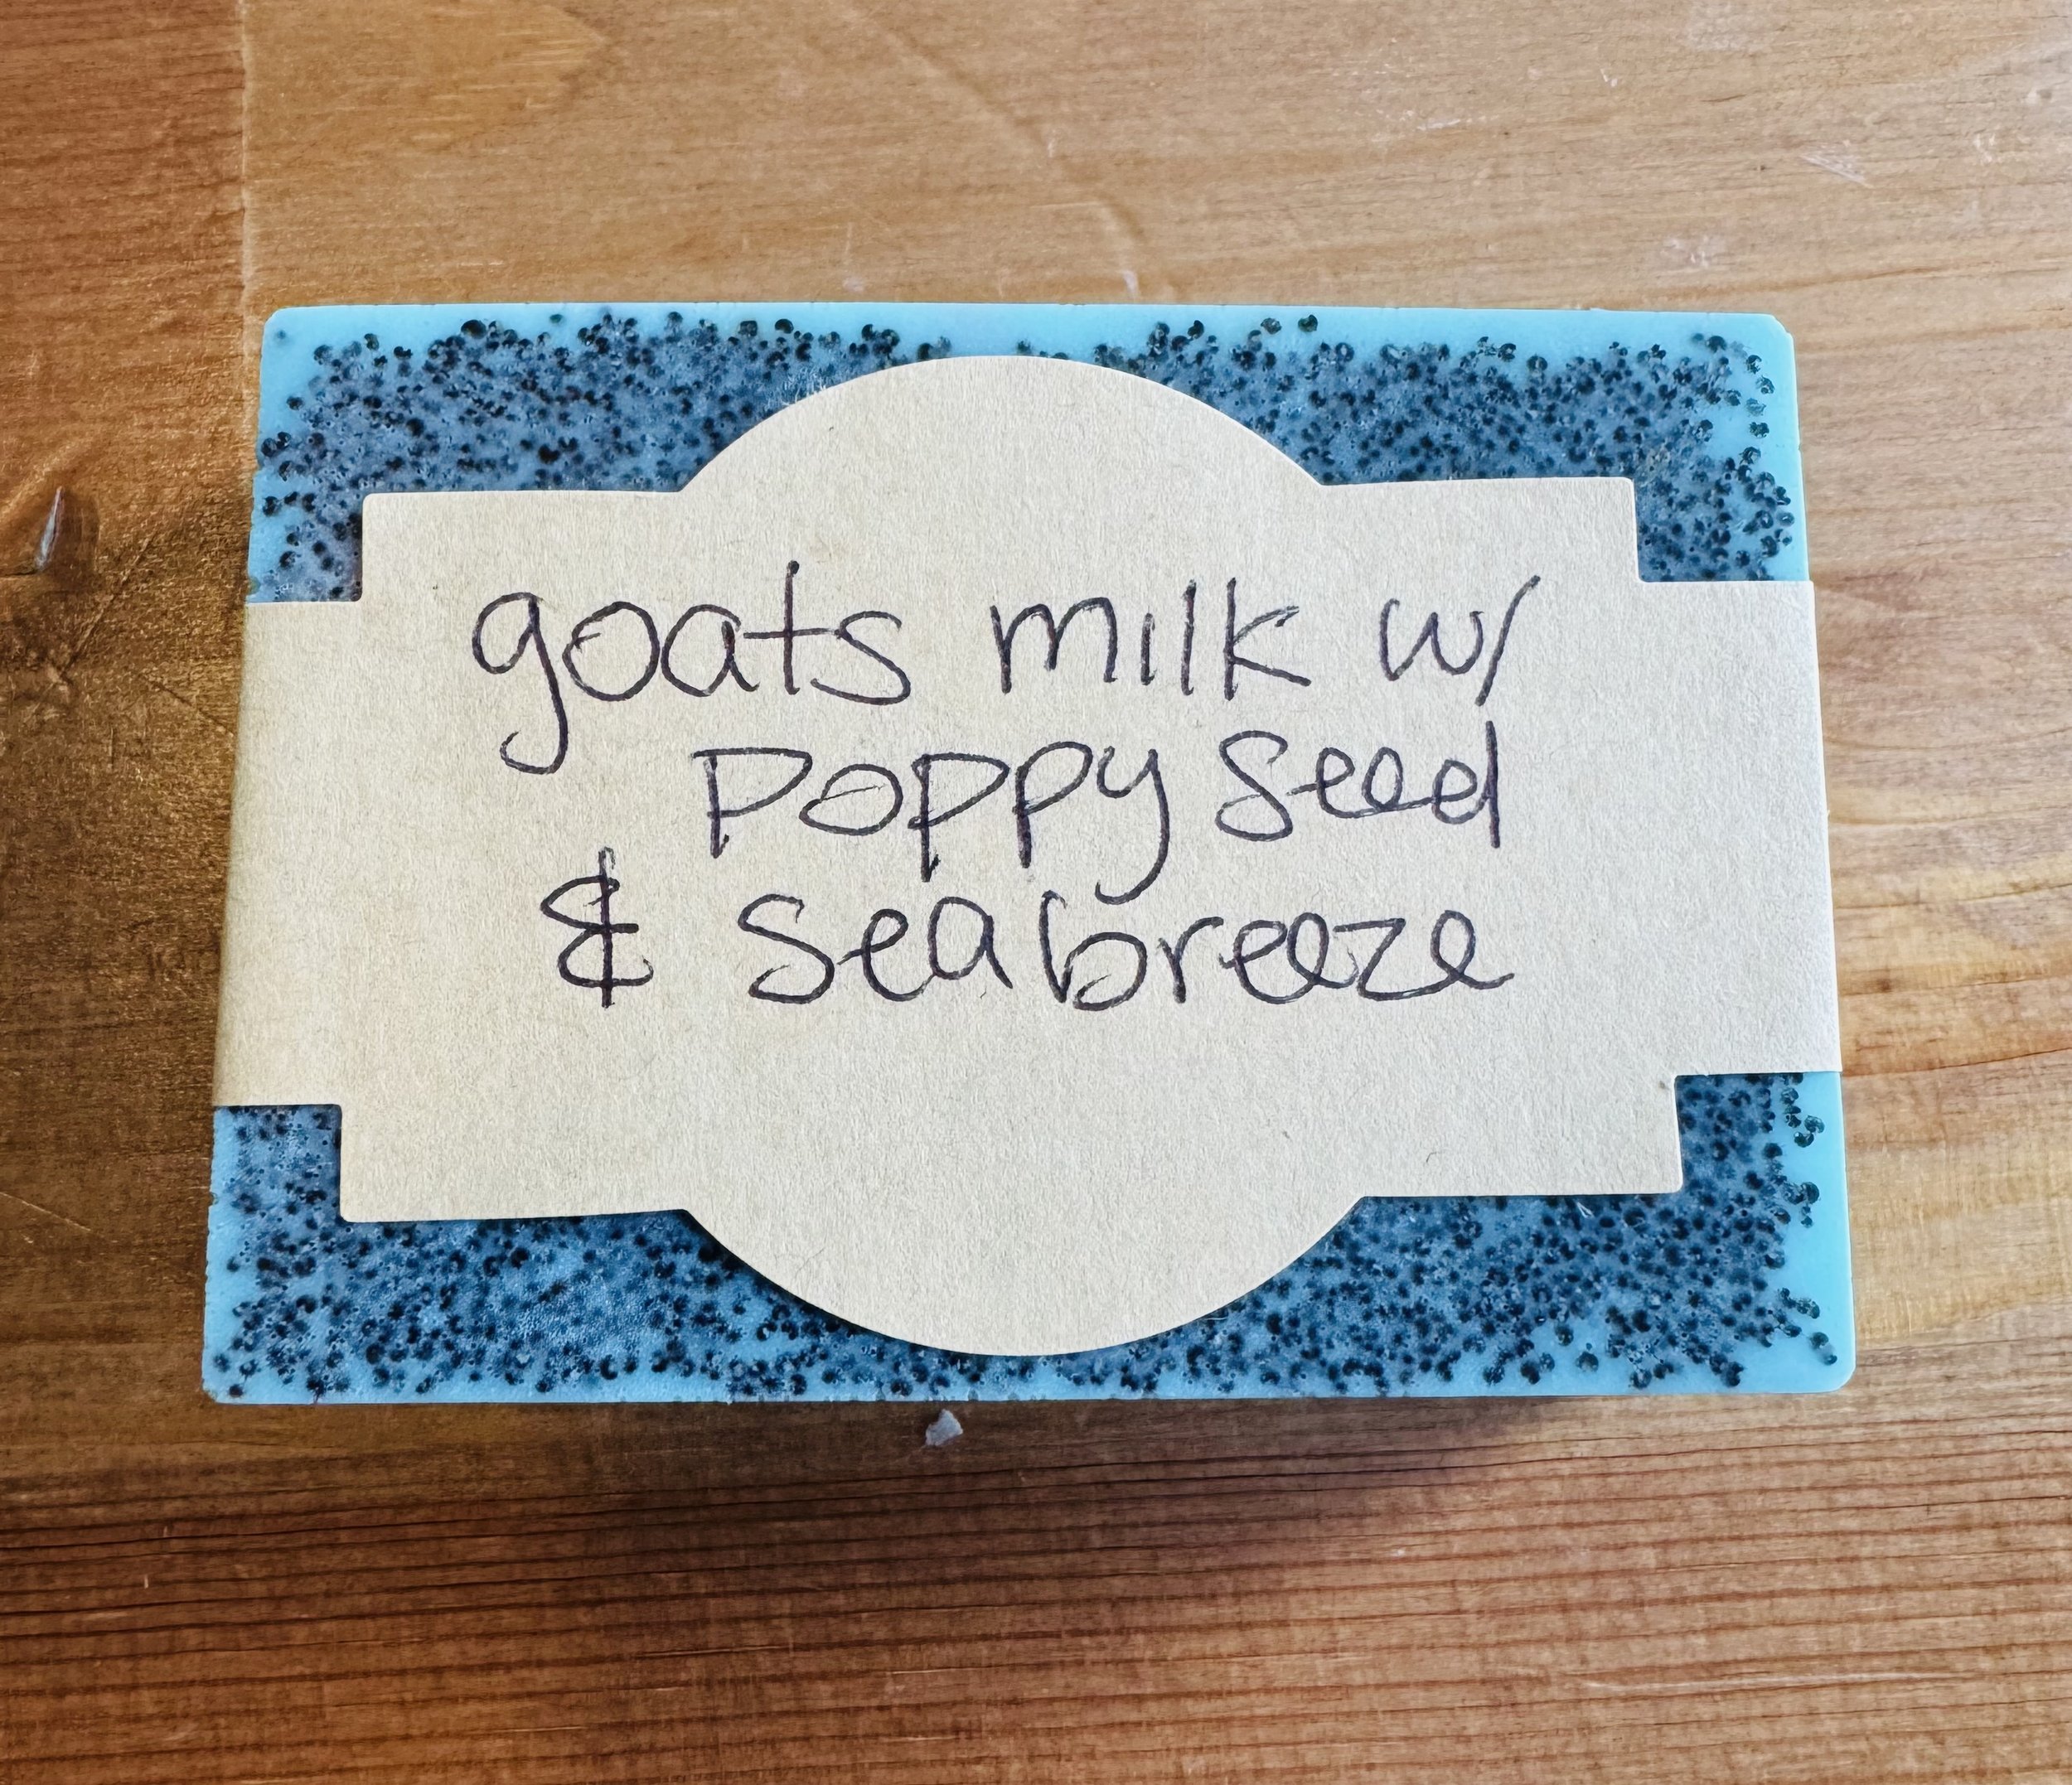 goats milk w/
poppy seed
& seabreeze